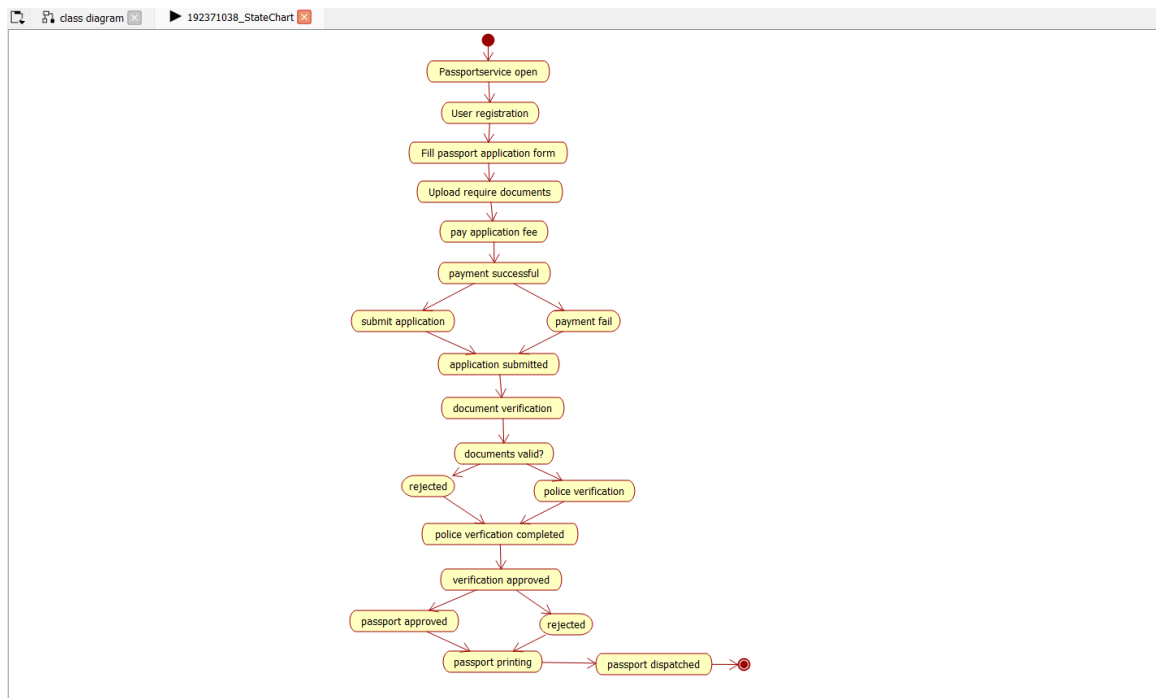 class diagram
192371038_StateChart
Passportservice open
User registration
Fill passport application form
Upload require documents
pay application fee
payment successful
submit application
payment fail
application submitted
document verification
documents valid?
rejected
police verification
police verfication completed
verification approved
passport approved
rejected
passport printing
passport dispatched